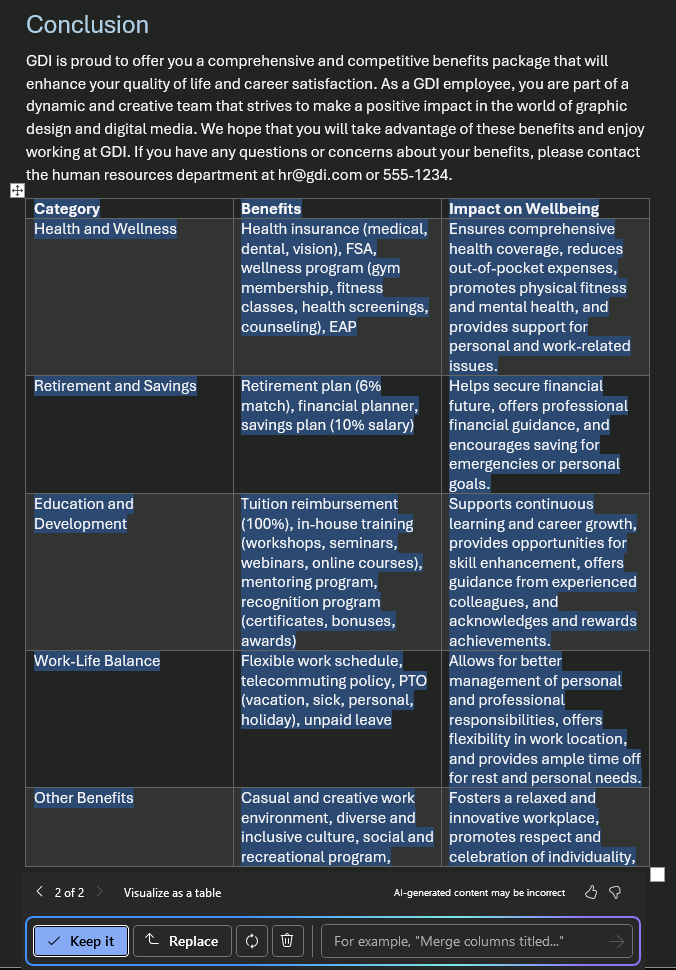 Conclusion
GDI is proud to offer you a comprehensive and competitive benefits package that will
enhance your quality of life and career satisfaction. As a GDI employee, you are part of a
dynamic and creative team that strives to make a positive impact in the world of graphic
design and digital media. We hope that you will take advantage of these benefits and enjoy
working at GDI. If you have any questions or concerns about your benefits, please contact
the human resources department at hr@gdi.com or 555-1234.
Category
Benefits
Impact on Wellbeing
Health and Wellness
Health insurance (medical,
dental, vision), FSA,
wellness program (gym
membership, fitness
classes, health screenings,
counseling), EAP
Ensures comprehensive
health coverage, reduces
out-of-pocket expenses,
promotes physical fitness
and mental health, and
provides support for
personal and work-related
issues.
Retirement and Savings
Retirement plan (6%
match), financial planner,
savings plan (10% salary)
Helps secure financial
future, offers professional
financial guidance, and
encourages saving for
emergencies or personal
goals.
Education and
Development
Tuition reimbursement
(100%), in-house training
(workshops, seminars,
webinars, online courses),
mentoring program,
recognition program
(certificates, bonuses,
awards)
Supports continuous
learning and career growth,
provides opportunities for
skill enhancement, offers
guidance from experienced
colleagues, and
acknowledges and rewards
achievements.
Work-Life Balance
Flexible work schedule,
telecommuting policy, PTO
(vacation, sick, personal,
holiday), unpaid leave
Allows for better
management of personal
and professional
responsibilities, offers
flexibility in work location,
and provides ample time off
for rest and personal needs.
Other Benefits
Casual and creative work
environment, diverse and
inclusive culture, social and
recreational program,
Fosters a relaxed and
innovative workplace,
promotes respect and
celebration of individuality,
2 of 2
Visualize as a table
AI-generated content may be incorrect
Keep it
Replace
For example, "Merge columns titled..."